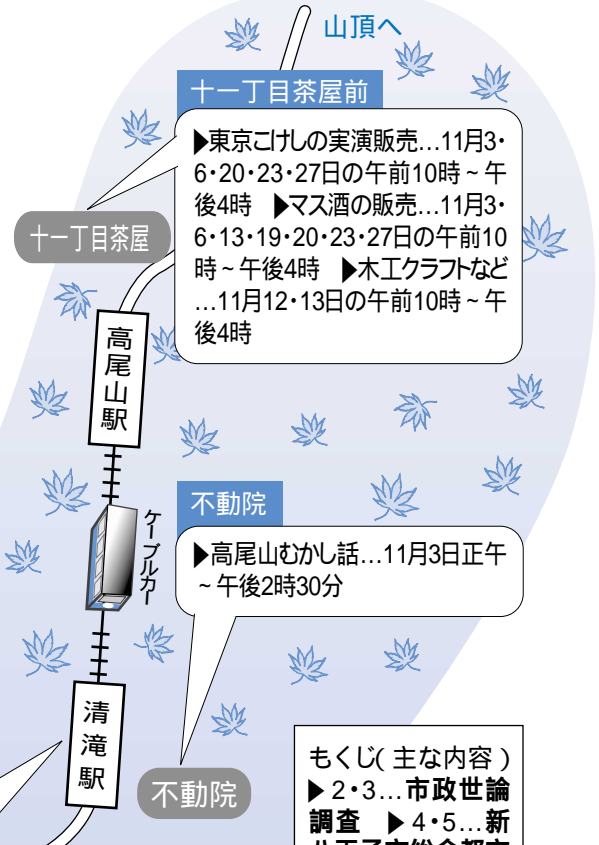 山頂へ
十一丁目茶屋前
▶東京こけしの実演販売…11月3・
6・20・23・27日の午前10時～午
後4時　▶マス酒の販売…11月3・
6・13・19・20・23・27日の午前10
時～午後4時　▶木工クラフトなど
…11月12・13日の午前10時～午
後4時
十一丁目茶屋
高尾山駅
ケーブルカー
不動院
▶高尾山むかし話…11月3日正午
～午後2時30分
清滝駅
不動院
もくじ(主な内容)
▶2・3…市政世論
調査　▶4・5…新